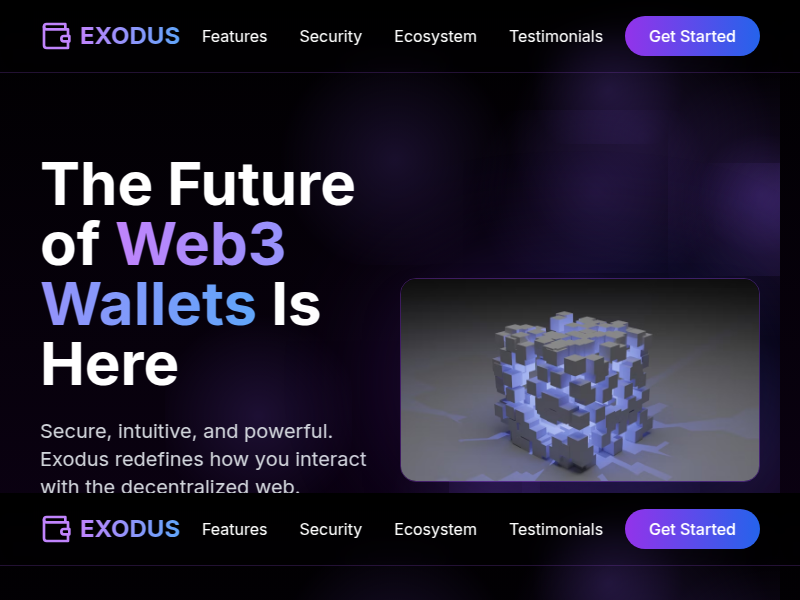 EXODUS Features Security Ecosystem Testimonials Get Started
The Future
of Web3
Wallets Is
Here
Secure, intuitive, and powerful.
Exodus redefines how you interact
with the decentralized web.
EXODUS Features Security Ecosystem Testimonials Get Started